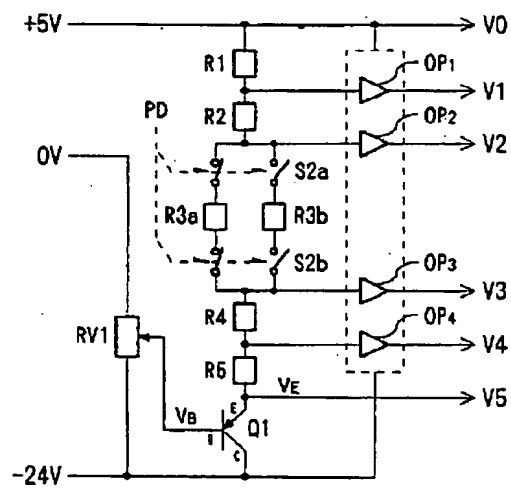 +5V
V0
R1
OP1
V1
PD
R2
OP2
V2
0V
S2a
R3a
R3b
S2b
OP3
V3
R4
OP4
V4
RV1
R5
VE
V5
VB
E
Q1
B
C
-24V